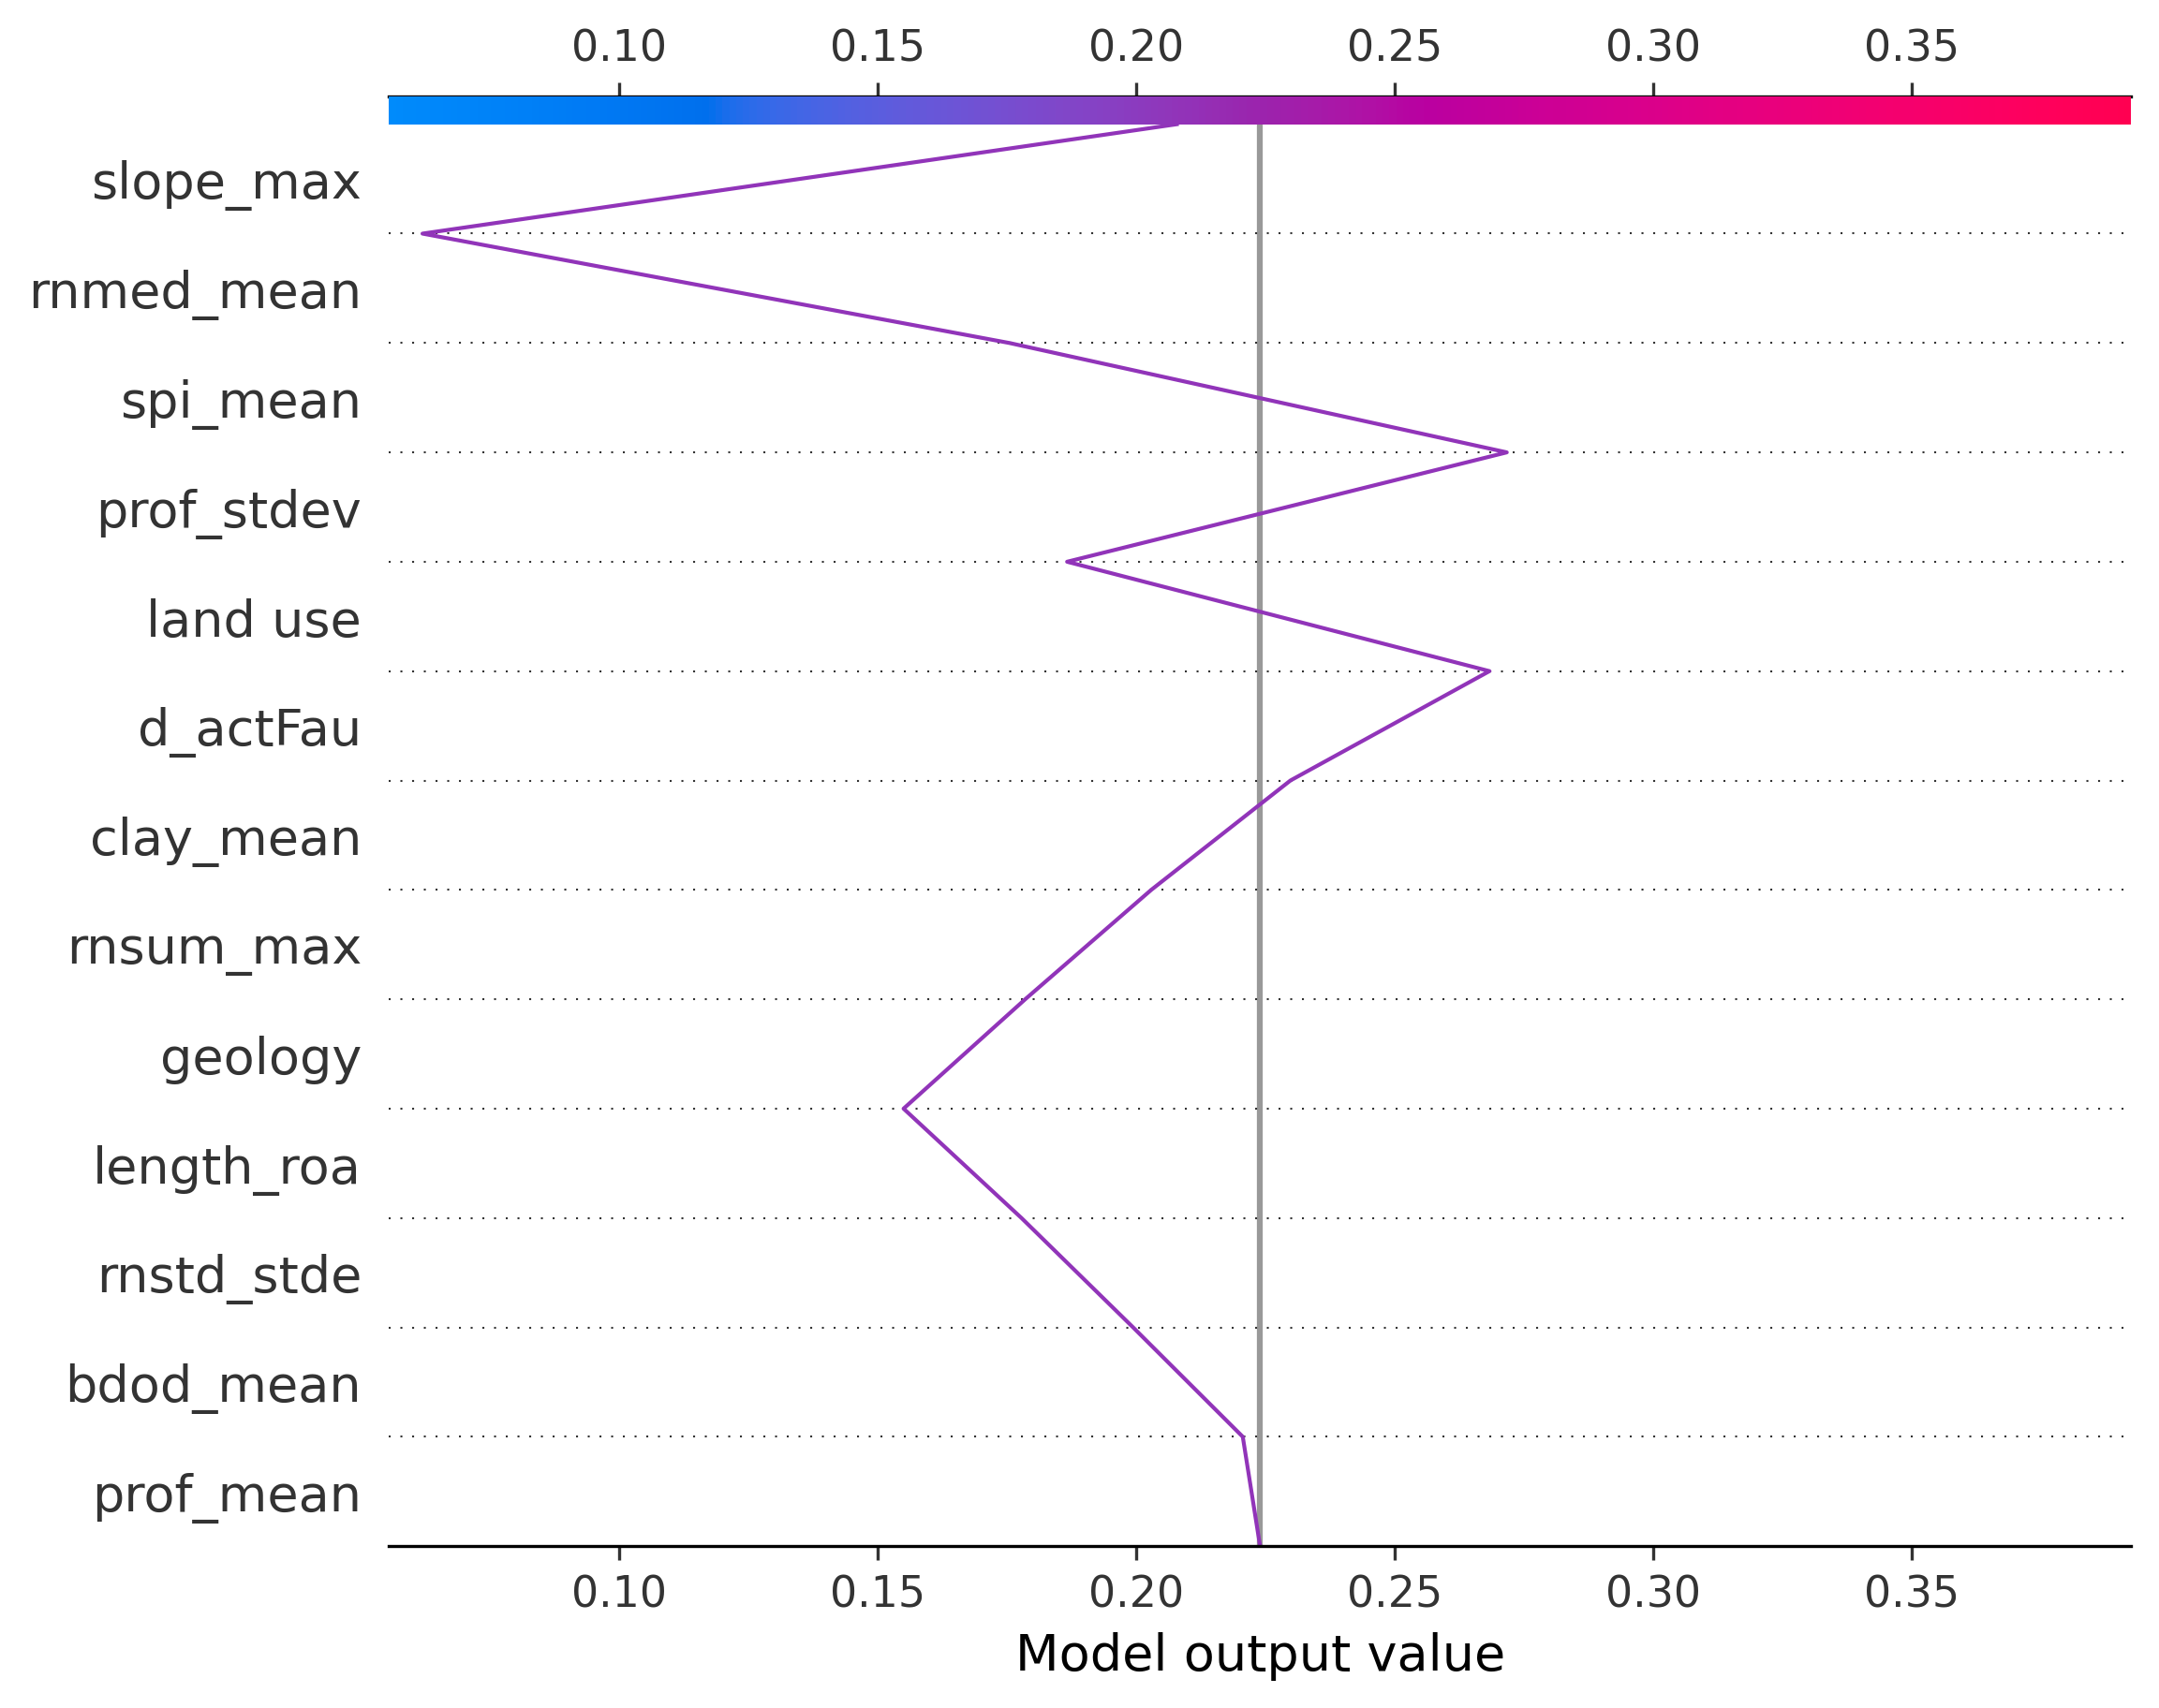 0.10 0.15 0.20 0.25 0.30 0.35
slope_max
rnmed_mean
spi_mean
prof_stdev
land use
d_actFau
clay_mean
rnsum_max
geology
length_roa
rnstd_stde
bdod_mean
prof_mean
0.10 0.15 0.20 0.25 0.30 0.35
Model output value